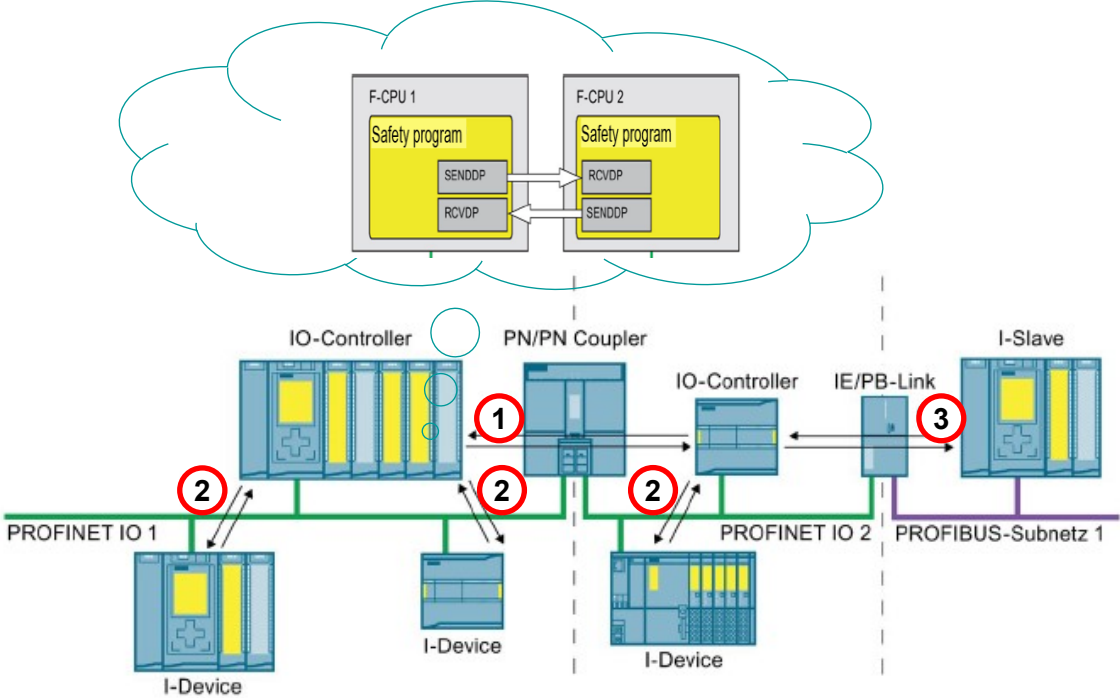 F-CPU 1
F-CPU 2
Safety program
Safety program
SENDDP
RCVDP
RCVDP
SENDDP
IO-Controller
PN/PN Coupler
I-Slave
IO-Controller
IE/PB-Link
1
3
2
2
2
PROFINET IO 1
PROFINET IO 2
PROFIBUS-Subnetz 1
I-Device
I-Device
I-Device